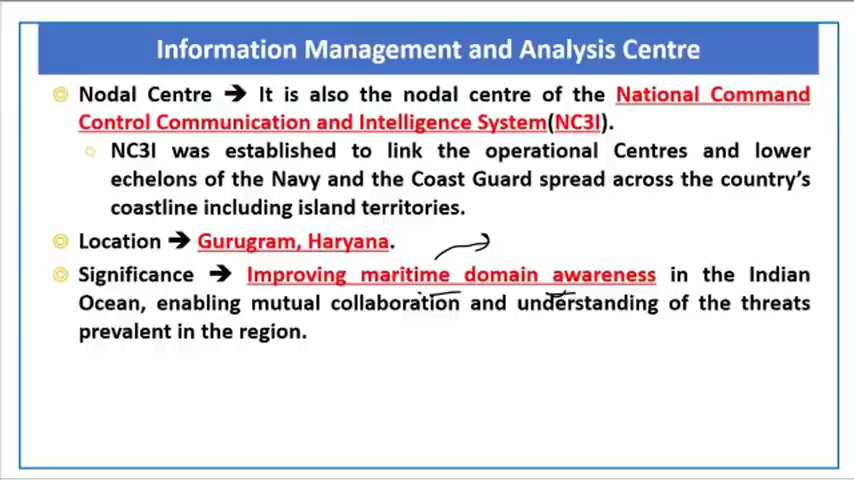 Information Management and Analysis Centre
Nodal Centre → It is also the nodal centre of the National Command
Control Communication and Intelligence System(NC3I).
NC3I was established to link the operational Centres and lower
echelons of the Navy and the Coast Guard spread across the country's
coastline including island territories.
Location → Gurugram, Haryana.
Significance → Improving maritime domain awareness in the Indian
Ocean, enabling mutual collaboration and understanding of the threats
prevalent in the region.